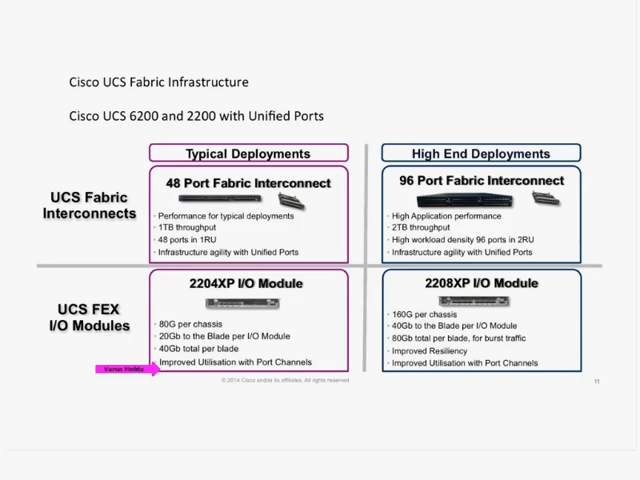 Cisco UCS Fabric Infrastructure
Cisco UCS 6200 and 2200 with Unified Ports
Typical Deployments
High End Deployments
UCS Fabric
Interconnects
48 Port Fabric Interconnect
Performance for typical deployments
1TB throughput
48 ports in 1RU
Infrastructure agility with Unified Ports
96 Port Fabric Interconnect
High Application performance
2TB throughput
High workload density 96 ports in 2RU
Infrastructure agility with Unified Ports
UCS FEX
I/O Modules
2204XP I/O Module
80G per chassis
20Gb to the Blade per I/O Module
40Gb total per blade
Improved Utilisation with Port Channels
2208XP I/O Module
160G per chassis
40Gb to the Blade per I/O Module
80Gb total per blade, for burst traffic
Improved Resiliency
Improved Utilisation with Port Channels
© 2014 Cisco and/or its affiliates. All rights reserved
11